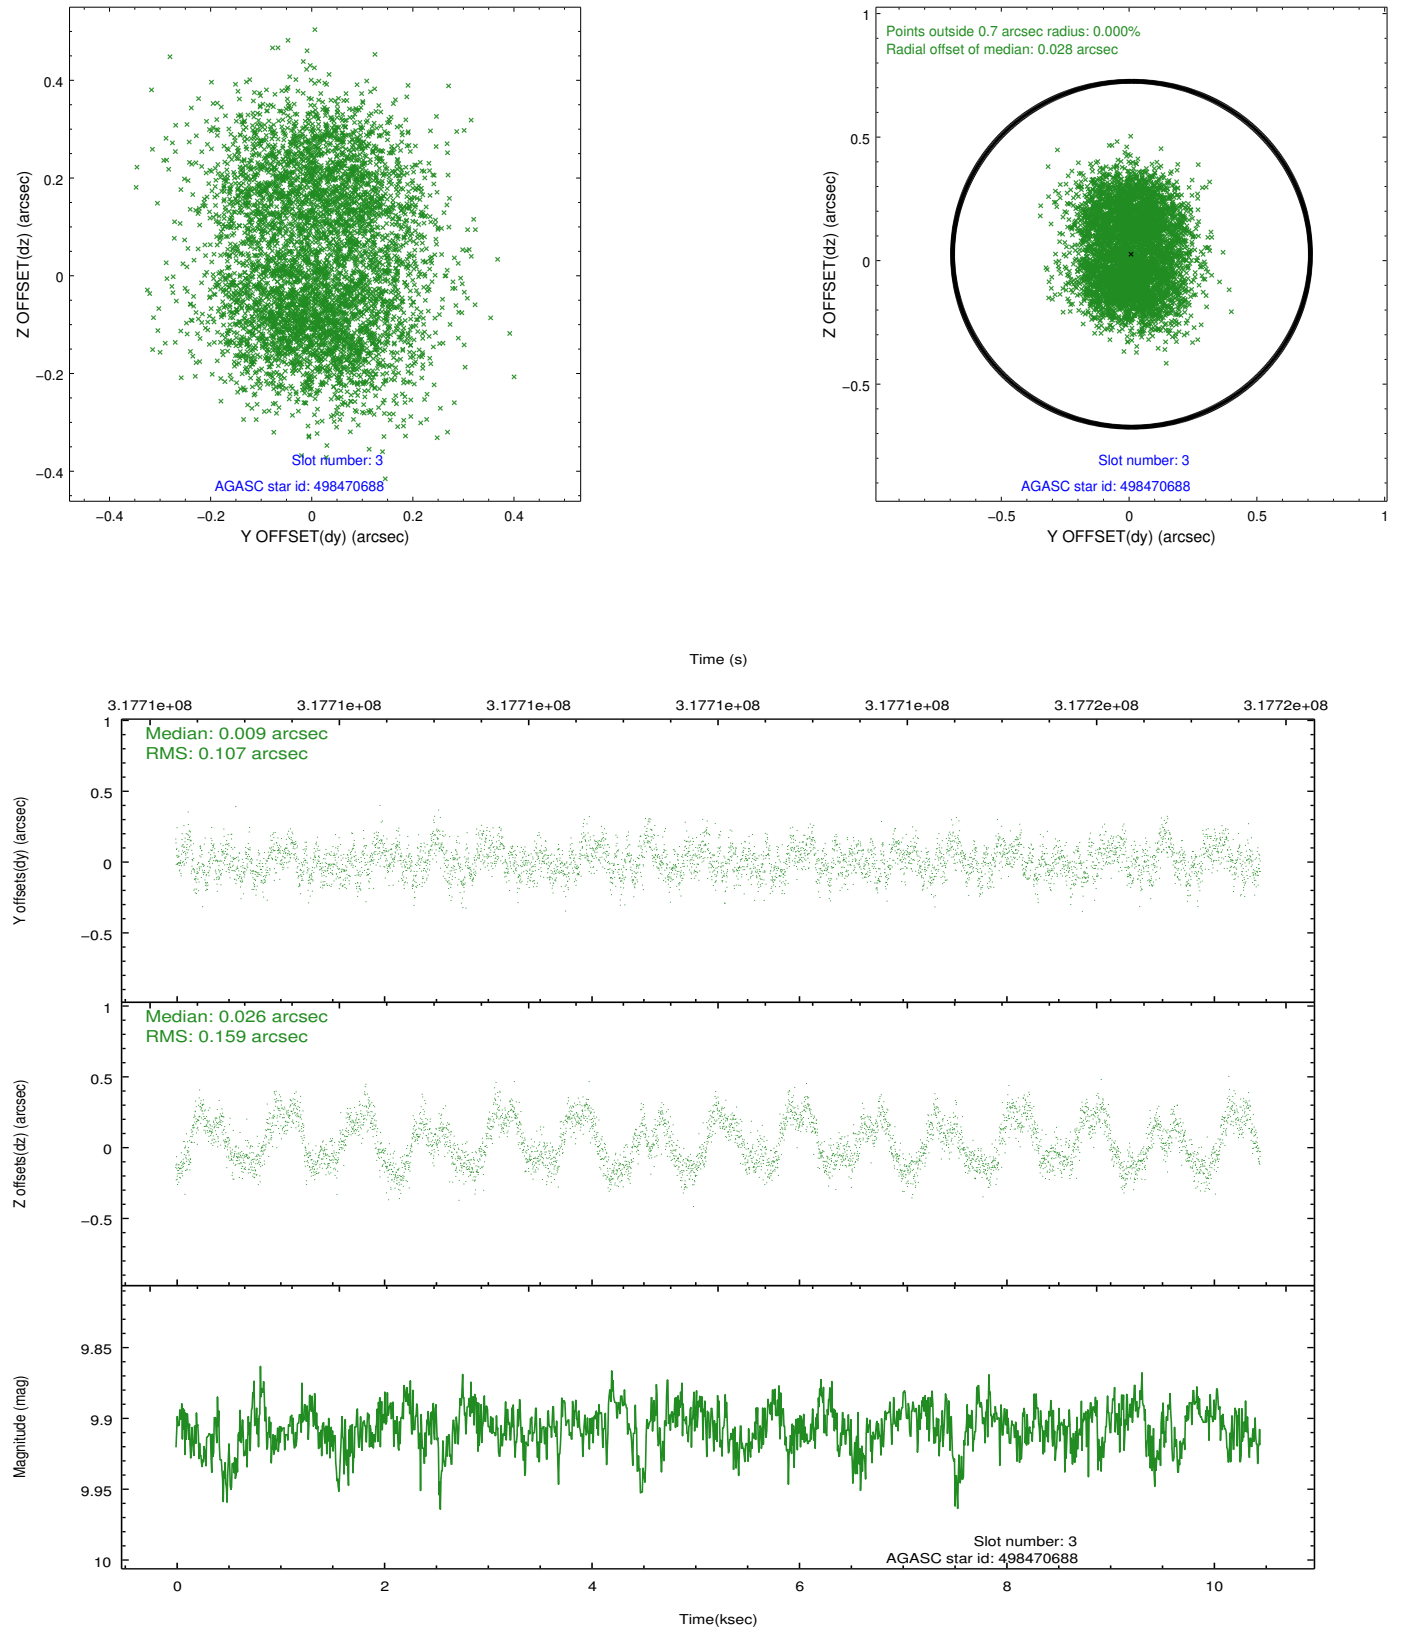 0.4
0.2
0
−0.2
−0.4
Z OFFSET(dz) (arcsec)
−0.4 −0.2 0 0.2 0.4
Y OFFSET(dy) (arcsec)
Slot number: 3
AGASC star id: 498470688
1
0.5
0
−0.5
Z OFFSET(dz) (arcsec)
Points outside 0.7 arcsec radius: 0.000%
Radial offset of median: 0.028 arcsec
Slot number: 3
AGASC star id: 498470688
−0.5 0 0.5 1
Y OFFSET(dy) (arcsec)
Time (s)
3.1771e+08 3.1771e+08 3.1771e+08 3.1771e+08 3.1771e+08 3.1772e+08 3.1772e+08
Median: 0.009 arcsec
RMS: 0.107 arcsec
1
0.5
0
−0.5
Y offsets(dy) (arcsec)
Median: 0.026 arcsec
RMS: 0.159 arcsec
1
0.5
0
−0.5
Z offsets(dz) (arcsec)
9.85
9.9
9.95
10
Magnitude (mag)
Slot number: 3
AGASC star id: 498470688
0 2 4 6 8 10
Time(ksec)